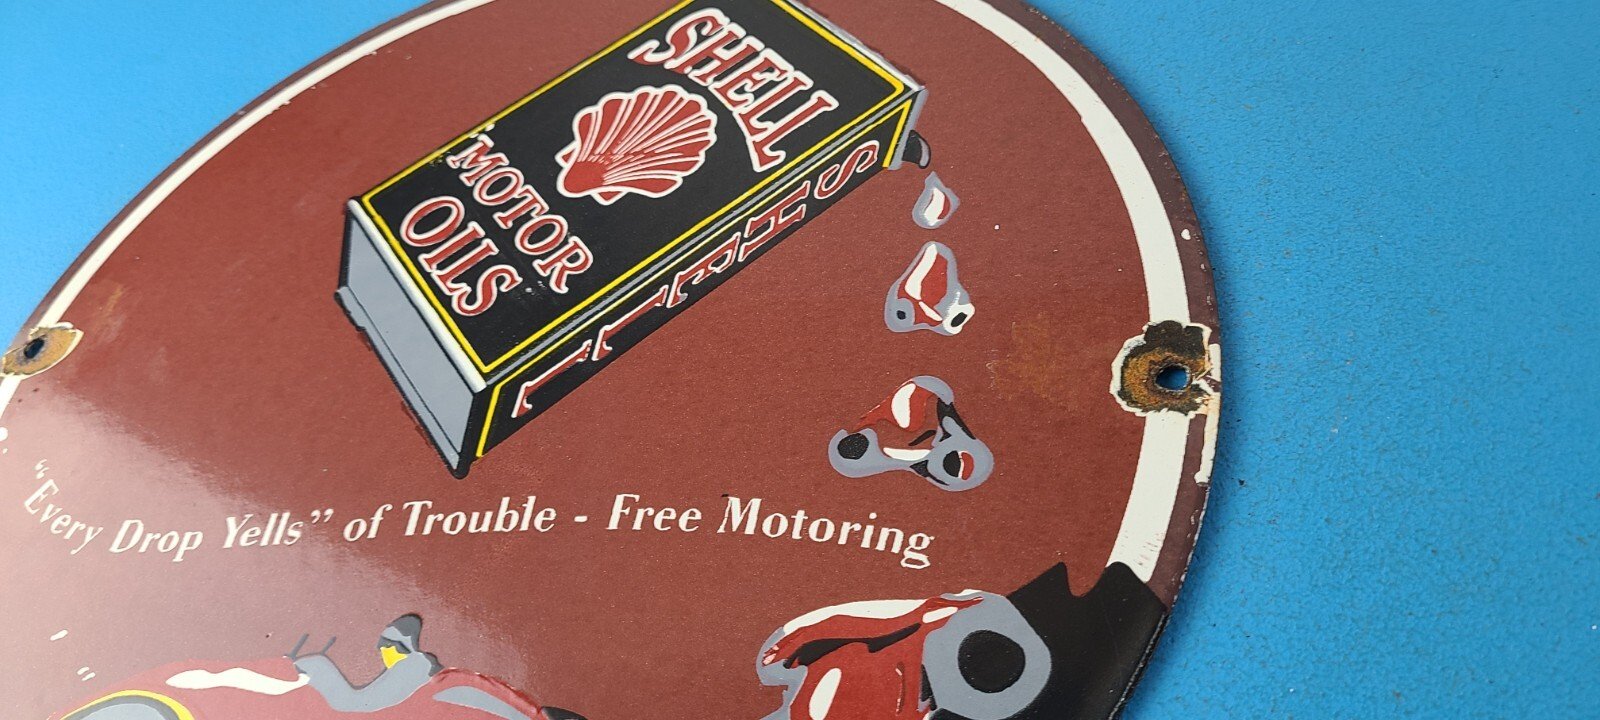 SHELL
MOTOR
OILS
SHELL
"Every Drop Yells" of Trouble - Free Motoring